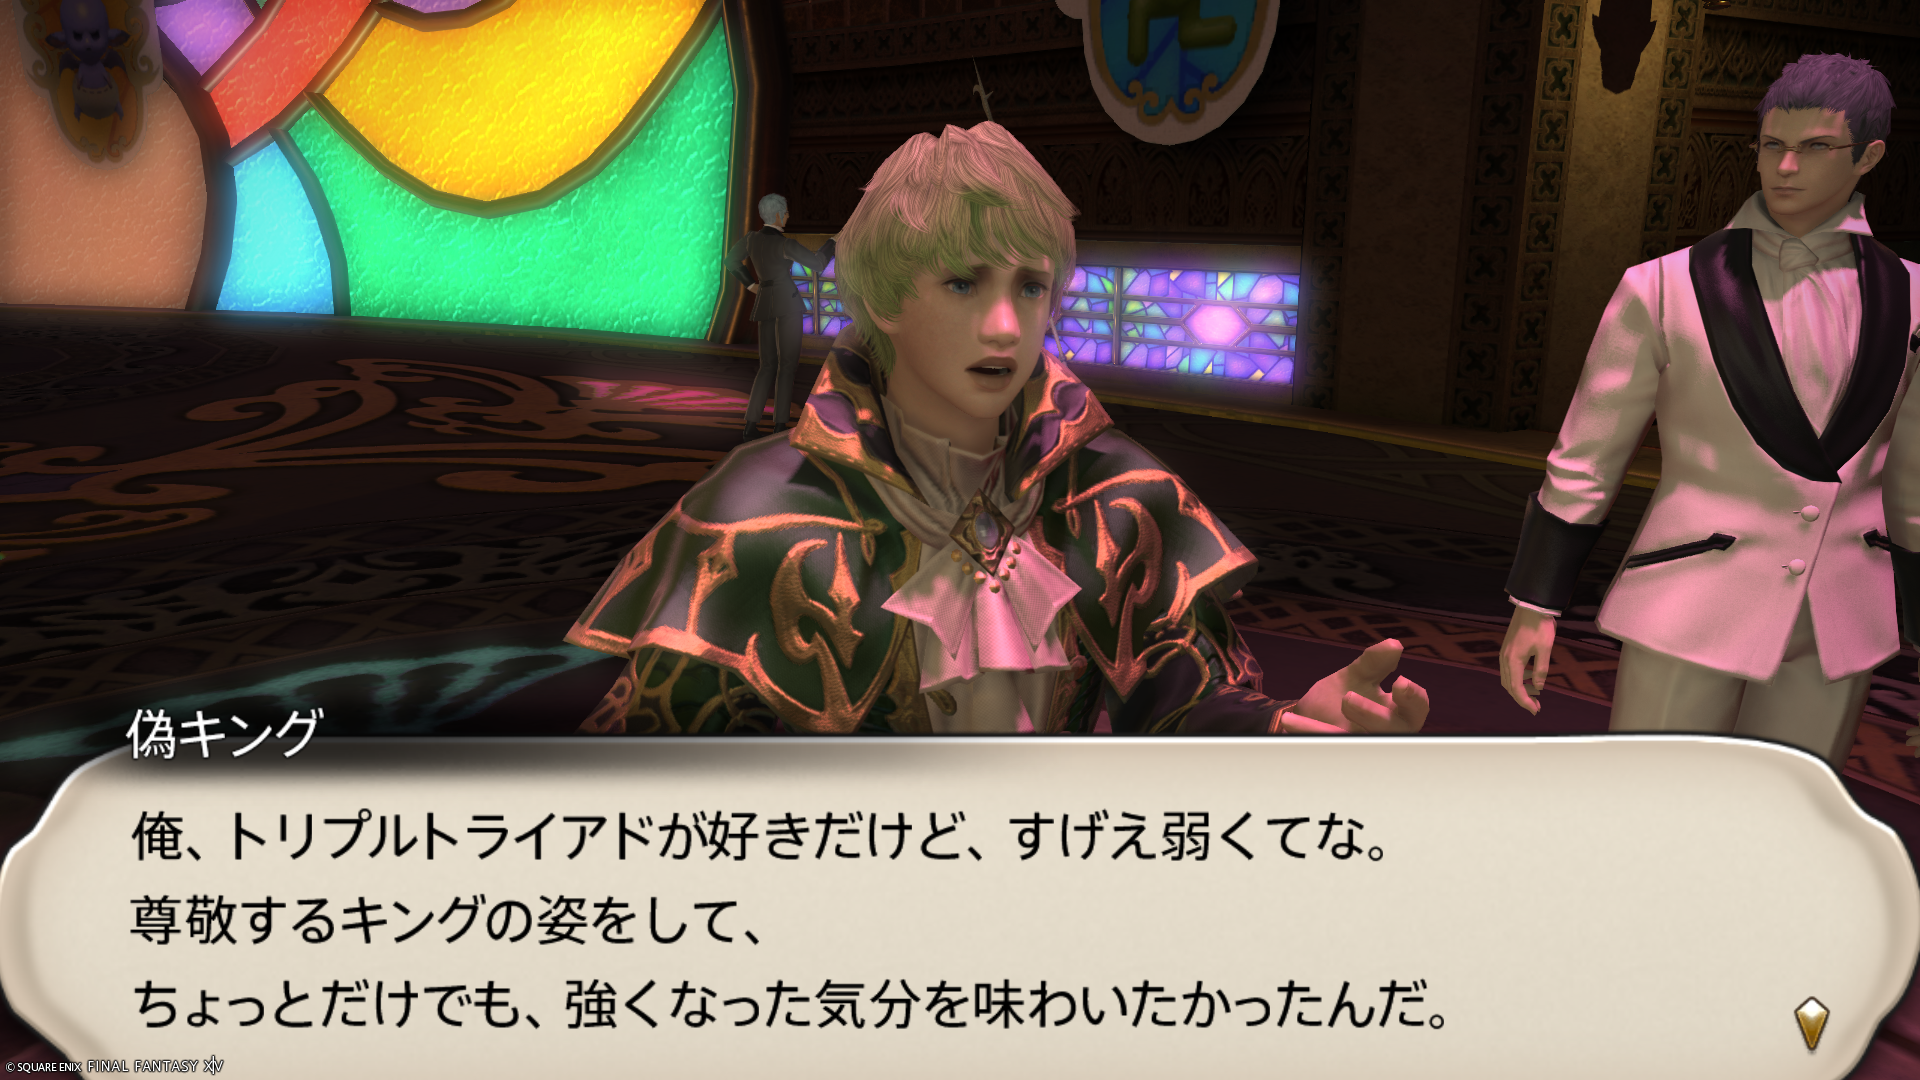 偽キング
俺、トリプルトライアドが好きだけど、すげえ弱くてな。
尊敬するキングの姿をして、
ちょっとだけでも、強くなった気分を味わいたかったんだ。
© SQUARE ENIX FINAL FANTASY XIV